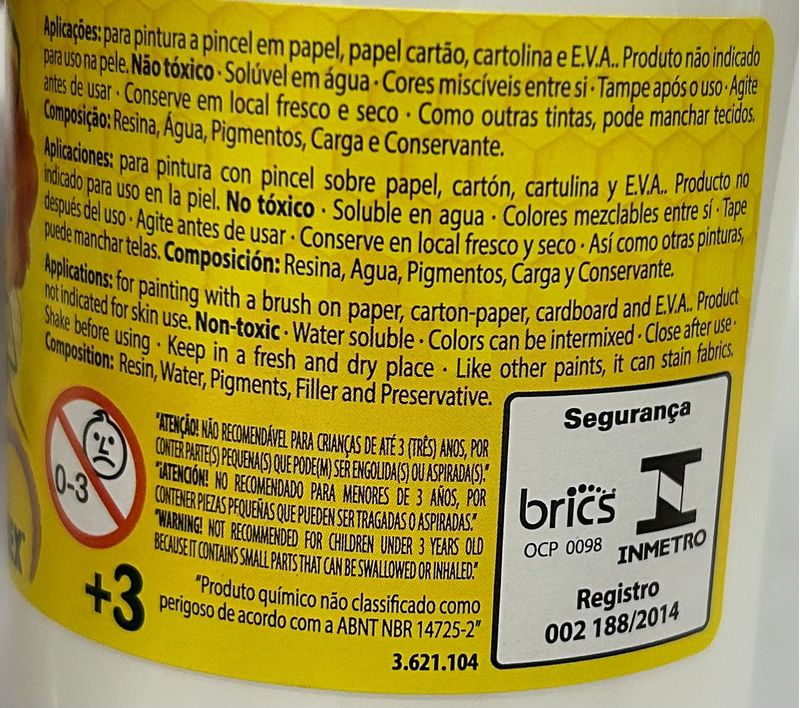 Aplicações: para pintura a pincel em papel, papel cartão, cartolina e E.V.A.. Produto não indicado
para uso na pele. Não tóxico · Solúvel em água · Cores miscíveis entre si · Tampe após o uso · Agite
antes de usar · Conserve em local fresco e seco · Como outras tintas, pode manchar tecidos.
Composição: Resina, Água, Pigmentos, Carga e Conservante.
Aplicaciones: para pintura con pincel sobre papel, cartón, cartulina y E.V.A.. Producto no
indicado para uso en la piel. No tóxico · Soluble en agua · Colores mezclables entre sí · Tape
después del uso · Agite antes de usar · Conserve en local fresco y seco · Así como otras pinturas,
puede manchar telas. Composición: Resina, Agua, Pigmentos, Carga y Conservante.
Applications: for painting with a brush on paper, carton-paper, cardboard and E.V.A.. Product
not indicated for skin use. Non-toxic · Water soluble · Colors can be intermixed · Close after use ·
Shake before using · Keep in a fresh and dry place · Like other paints, it can stain fabrics.
Composition: Resin, Water, Pigments, Filler and Preservative.
0-3
+3
"ATENÇÃO! NÃO RECOMENDÁVEL PARA CRIANÇAS DE ATÉ 3 (TRÊS) ANOS, POR
CONTER PARTE(S) PEQUENA(S) QUE PODE(M) SER ENGOLIDA(S) OU ASPIRADA(S)."
"¡ATENCIÓN! NO RECOMENDADO PARA MENORES DE 3 AÑOS, POR
CONTENER PIEZAS PEQUEÑAS QUE PUEDEN SER TRAGADAS O ASPIRADAS."
"WARNING! NOT RECOMMENDED FOR CHILDREN UNDER 3 YEARS OLD
BECAUSE IT CONTAINS SMALL PARTS THAT CAN BE SWALLOWED OR INHALED."
"Produto químico não classificado como
perigoso de acordo com a ABNT NBR 14725-2"
3.621.104
Segurança
brics
OCP 0098
INMETRO
Registro
002 188/2014